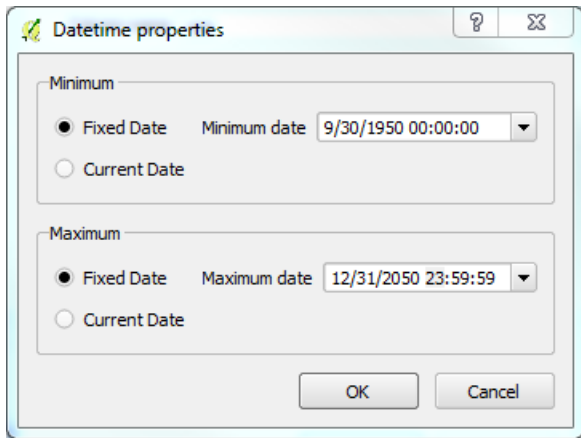 Datetime properties
Minimum
Fixed Date Minimum date 9/30/1950 00:00:00
Current Date
Maximum
Fixed Date Maximum date 12/31/2050 23:59:59
Current Date
OK Cancel